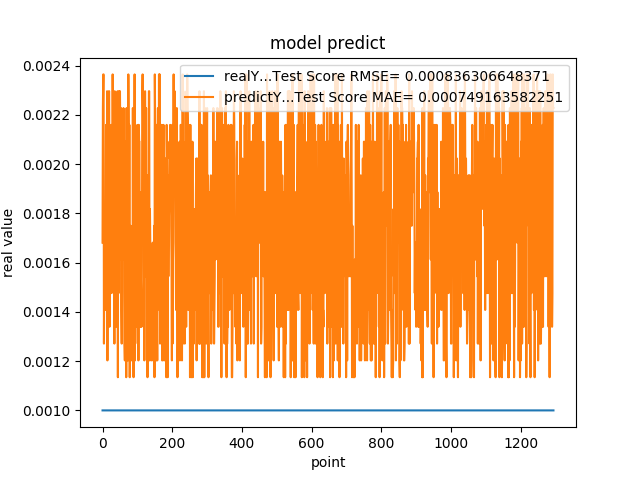 model predict
realY...Test Score RMSE= 0.000836306648371
predictY...Test Score MAE= 0.000749163582251
0.0024
0.0022
0.0020
0.0018
0.0016
0.0014
0.0012
0.0010
real value
0 200 400 600 800 1000 1200
point